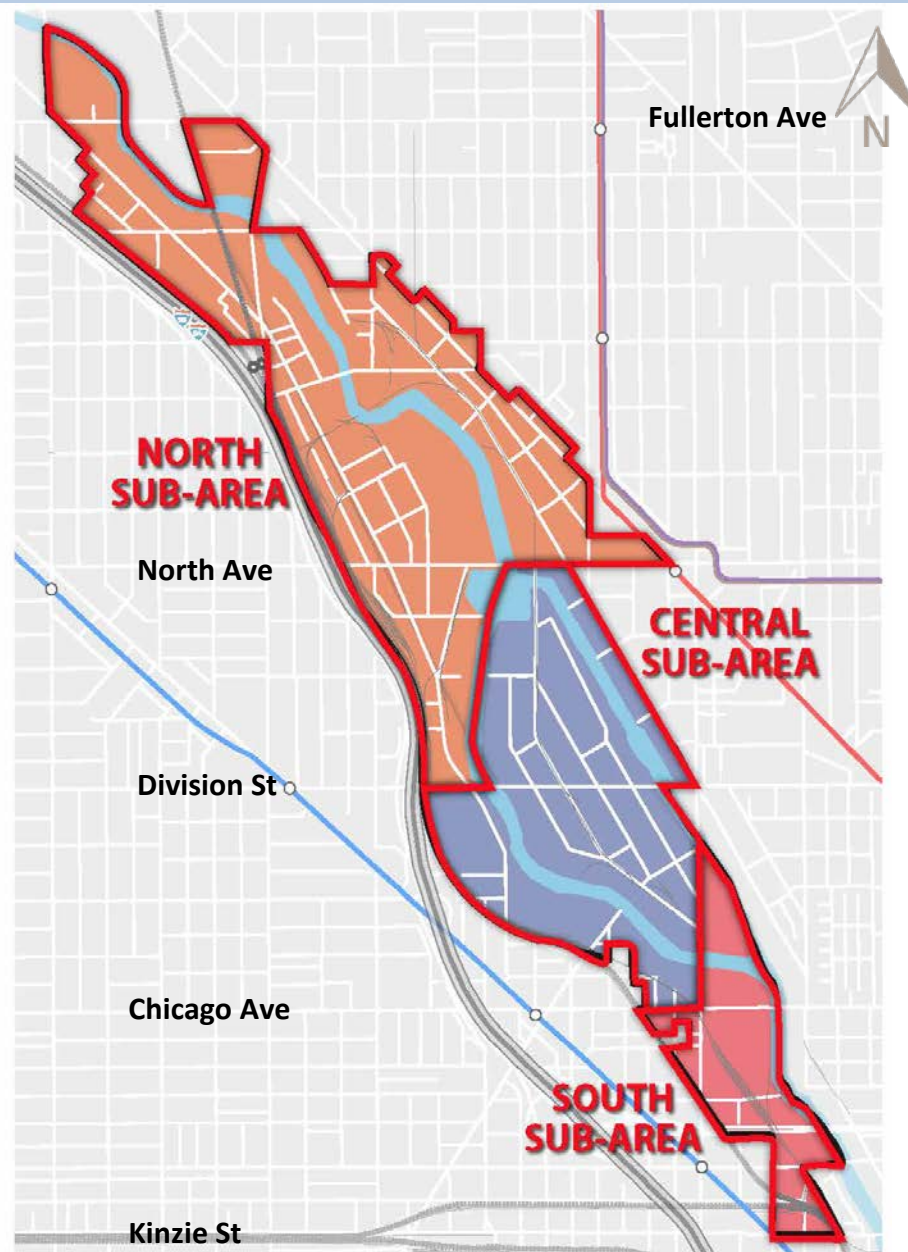 Fullerton Ave
N
NORTH
SUB-AREA
North Ave
CENTRAL
SUB-AREA
Division St
Chicago Ave
SOUTH
SUB-AREA
Kinzie St